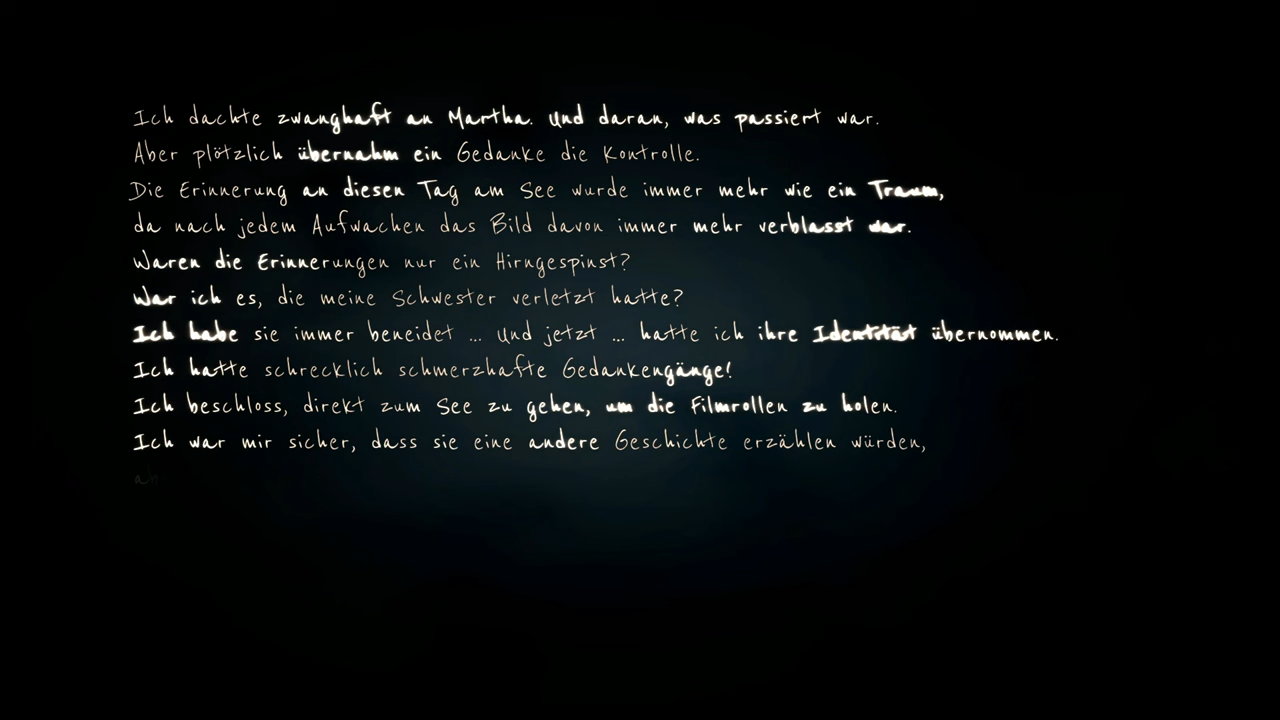 Ich dachte zwanghaft an Martha. Und daran, was passiert war.
Aber plötzlich übernahm ein Gedanke die Kontrolle.
Die Erinnerung an diesen Tag am See wurde immer mehr wie ein Traum,
da nach jedem Aufwachen das Bild davon immer mehr verblasst war.
Waren die Erinnerungen nur ein Hirngespinst?
War ich es, die meine Schwester verletzt hatte?
Ich habe sie immer beneidet ... Und jetzt ... hatte ich ihre Identität übernommen.
Ich hatte schrecklich schmerzhafte Gedankengänge!
Ich beschloss, direkt zum See zu gehen, um die Filmrollen zu holen.
Ich war mir sicher, dass sie eine andere Geschichte erzählen würden,